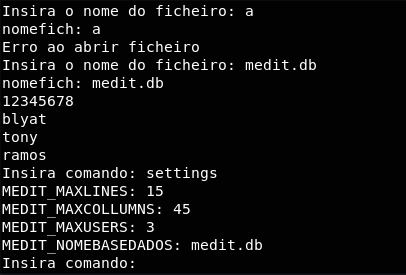 Insira o nome do ficheiro: a
nomefich: a
Erro ao abrir ficheiro
Insira o nome do ficheiro: medit.db
nomefich: medit.db
12345678
blyat
tony
ramos
Insira comando: settings
MEDIT_MAXLINES: 15
MEDIT_MAXCOLLUMNS: 45
MEDIT_MAXUSERS: 3
MEDIT_NOMEBASEDADOS: medit.db
Insira comando: